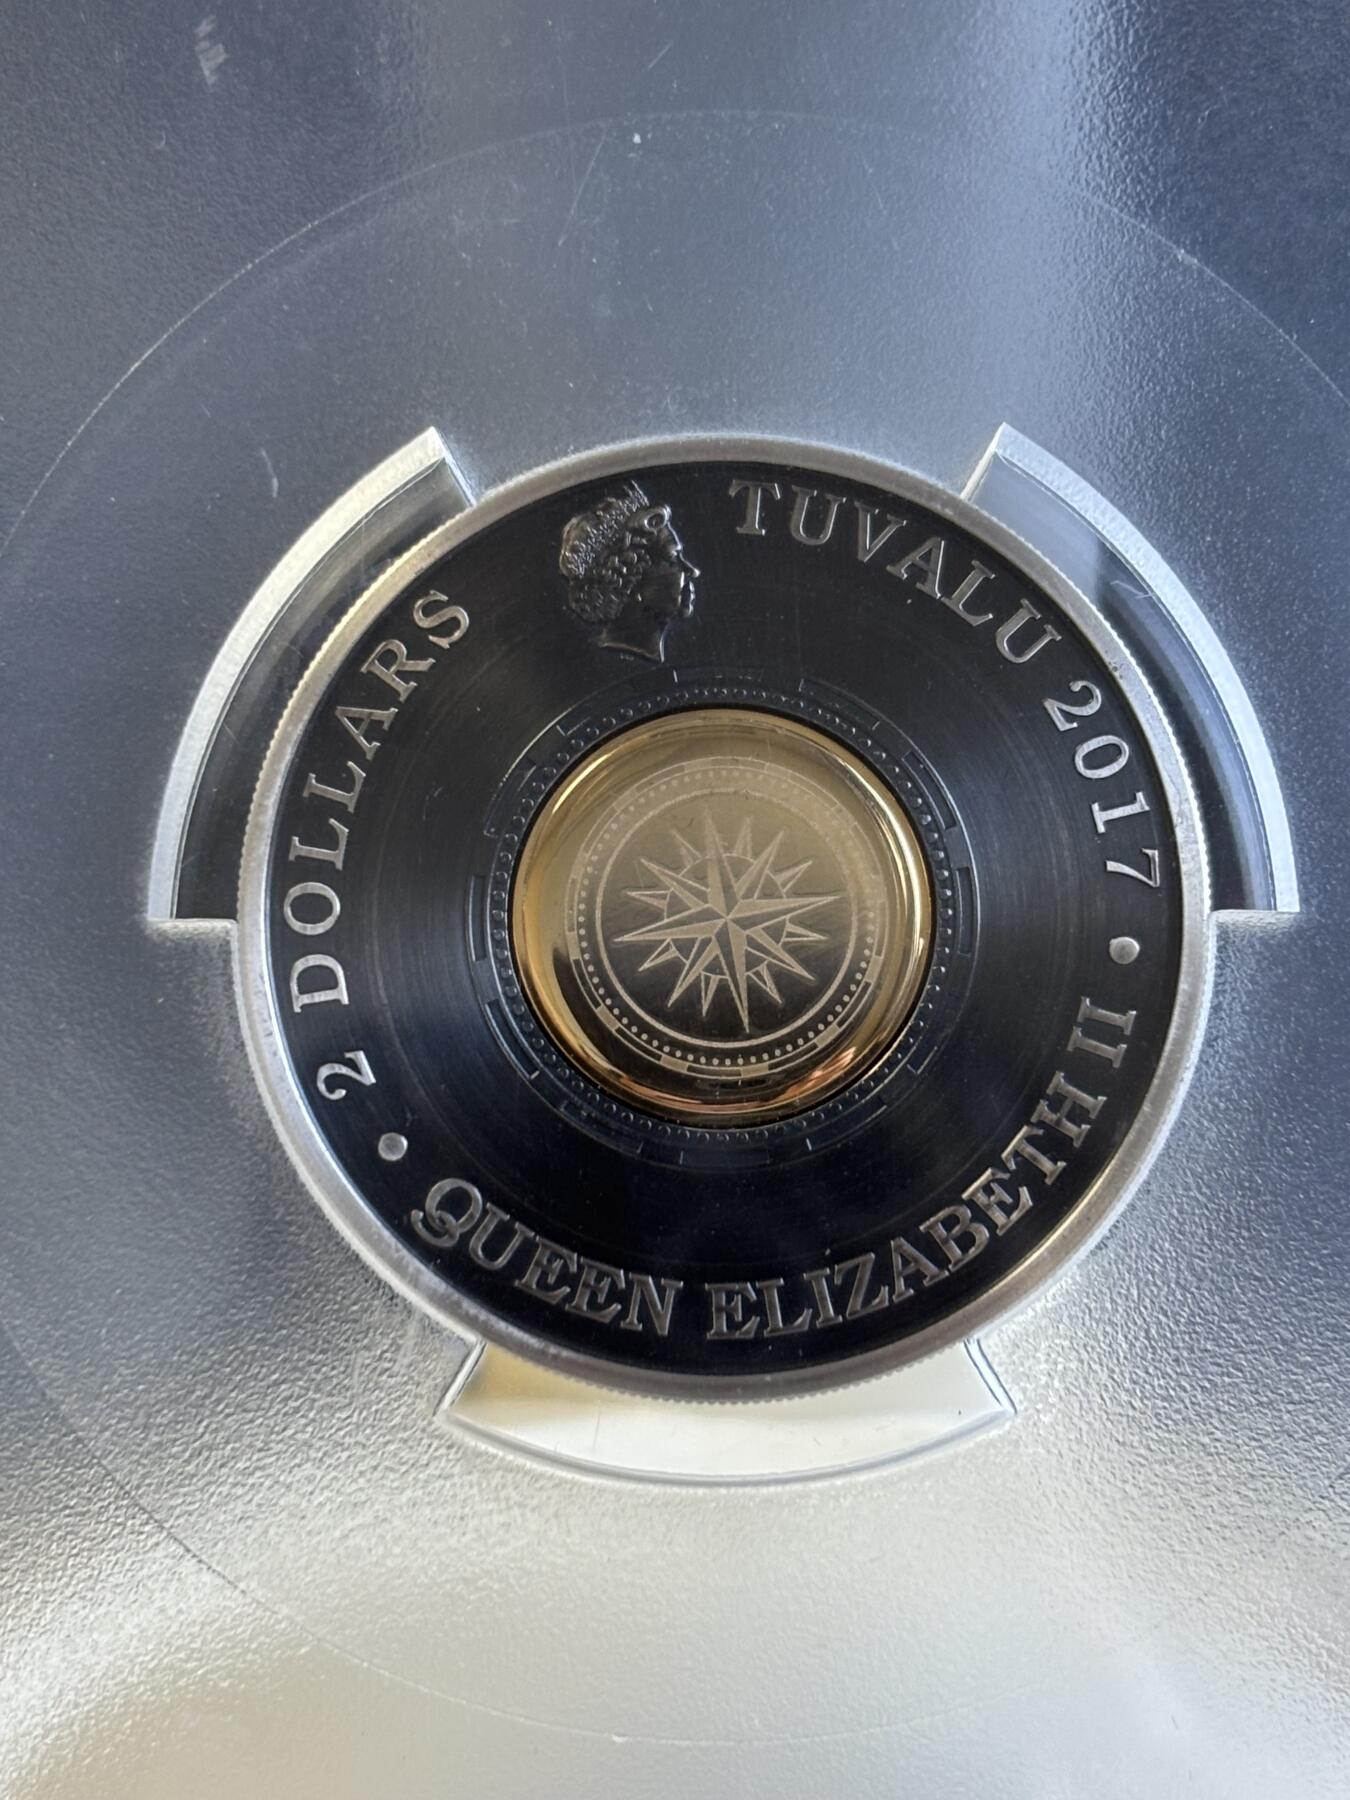 2 DOLLARS
TUVALU 2017
• QUEEN ELIZABETH II •